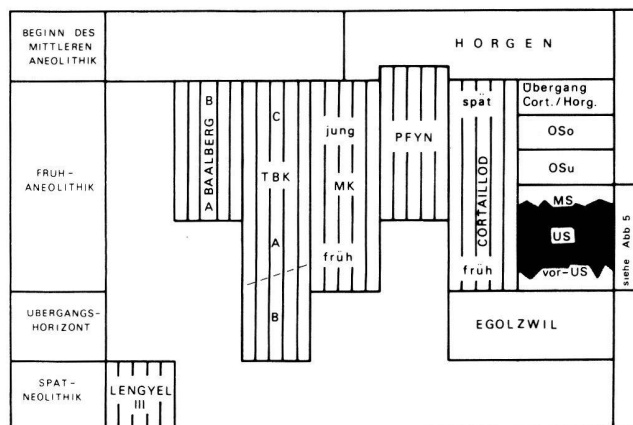 BEGINN DES
MITTLEREN
ANEOLITHIK
HORGEN
FRÜH-
ANEOLITHIK
B
BAALBERG
A
C
TBK
A
B
jung
MK
früh
PFYN
spät
CORTAILLOD
früh
Übergang
Cort./Horg.
OSo
OSu
MS
US
vor-US
siehe Abb 5
UBERGANGS-
HORIZONT
EGOLZWIL
SPÄT-
NEOLITHIK
LENGYEL
III